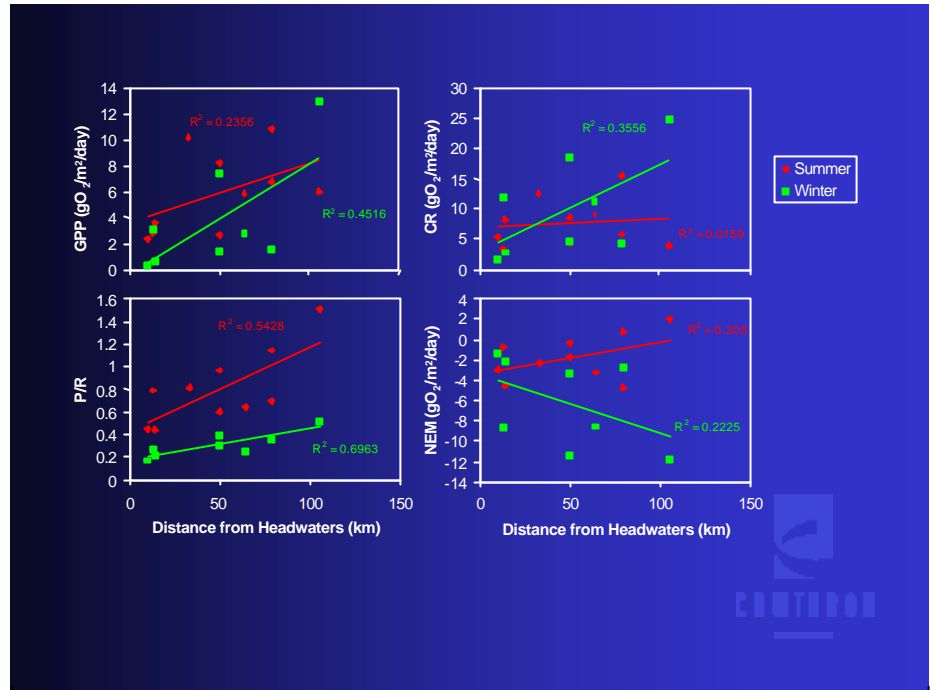 GPP (gO2/m²/day)
14
12
10
8
6
4
2
0
R² = 0.2356
R² = 0.4516
CR (gO2/m²/day)
30
25
20
15
10
5
0
R² = 0.3556
R² = 0.0158
Summer
Winter
P/R
1.6
1.4
1.2
1
0.8
0.6
0.4
0.2
0
R² = 0.5428
R² = 0.6963
0 50 100 150
Distance from Headwaters (km)
NEM (gO2/m²/day)
4
2
0
-2
-4
-6
-8
-10
-12
-14
R² = 0.205
R² = 0.2225
0 50 100 150
Distance from Headwaters (km)
CAWTHRON